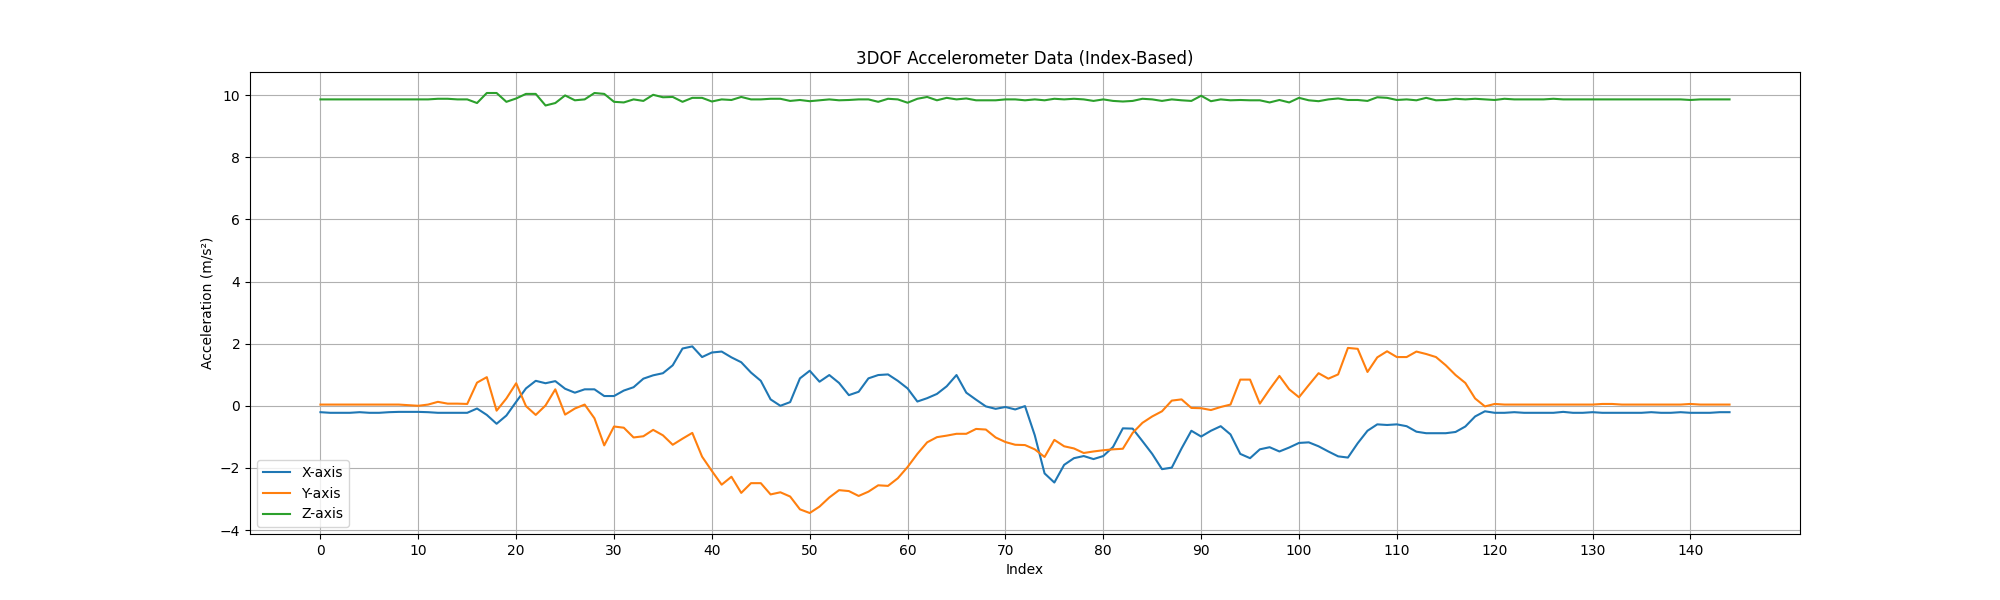 3DOF Accelerometer Data (Index-Based)
Acceleration (m/s²)
10
8
6
4
2
0
−2
−4
X-axis
Y-axis
Z-axis
0 10 20 30 40 50 60 70 80 90 100 110 120 130 140
Index